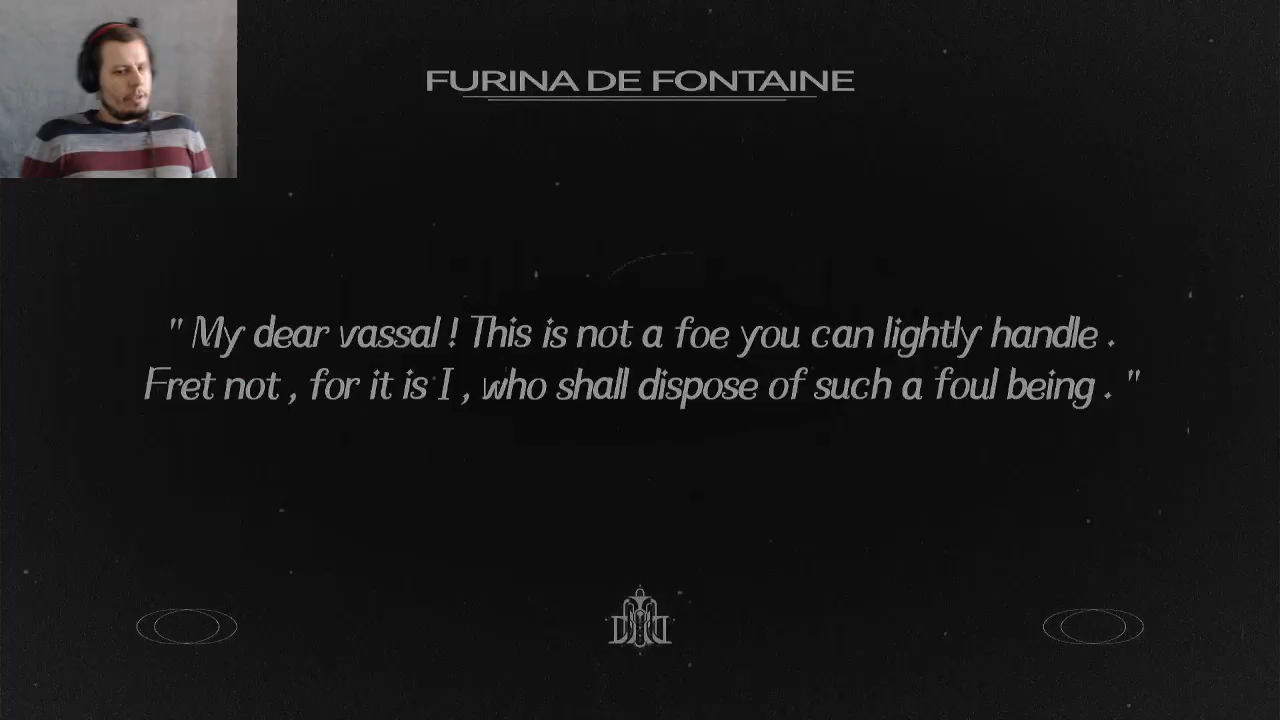 FURINA DE FONTAINE
" My dear vassal ! This is not a foe you can lightly handle .
Fret not , for it is I , who shall dispose of such a foul being . "